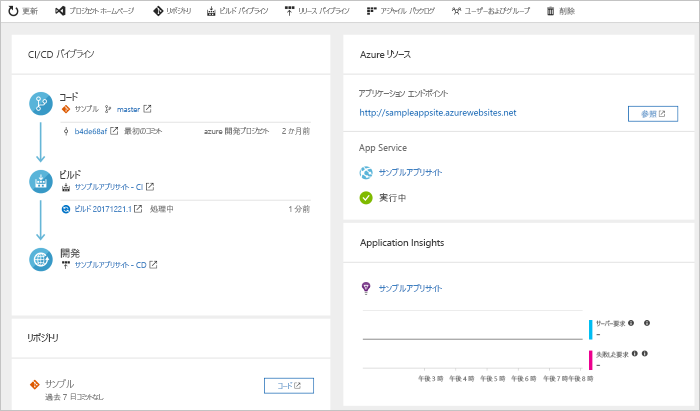 更新 プロジェクト ホームページ リポジトリ ビルド パイプライン リリース パイプライン アジャイル バックログ ユーザーおよびグループ 削除
CI/CD パイプライン
コード
サンプル master
b4de68af 最初のコミット azure 開発プロジェクト 2 か月前
ビルド
サンプルアプリサイト - CI
ビルド 20171221.1 処理中 1 分前
開発
サンプルアプリサイト - CD
リポジトリ
サンプル
過去 7 日コミットなし
コード
Azure リソース
アプリケーション エンドポイント
http://sampleappsite.azurewebsites.net 参照
App Service
サンプルアプリサイト
実行中
Application Insights
サンプルアプリサイト
サーバー要求
--
失敗した要求
--
午後 3 時 午後 4 時 午後 5 時 午後 6 時 午後 7 時 午後 8 時